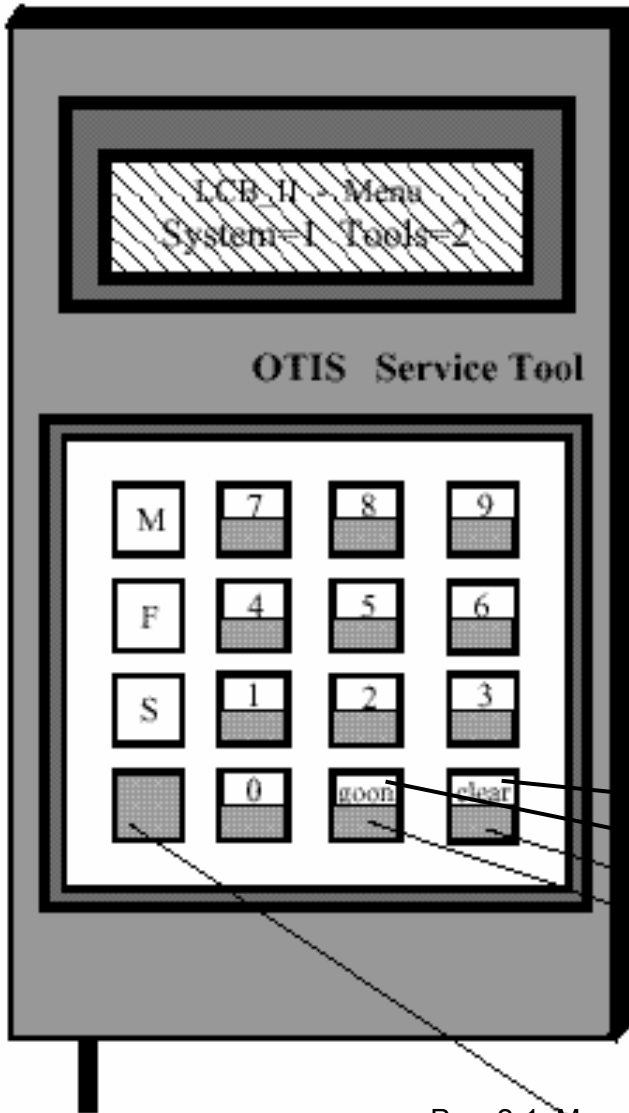 LCB_II - Menu
System=1 Tools=2
OTIS Service Tool
M 7 8 9
F 4 5 6
S 1 2 3
0 goon clear